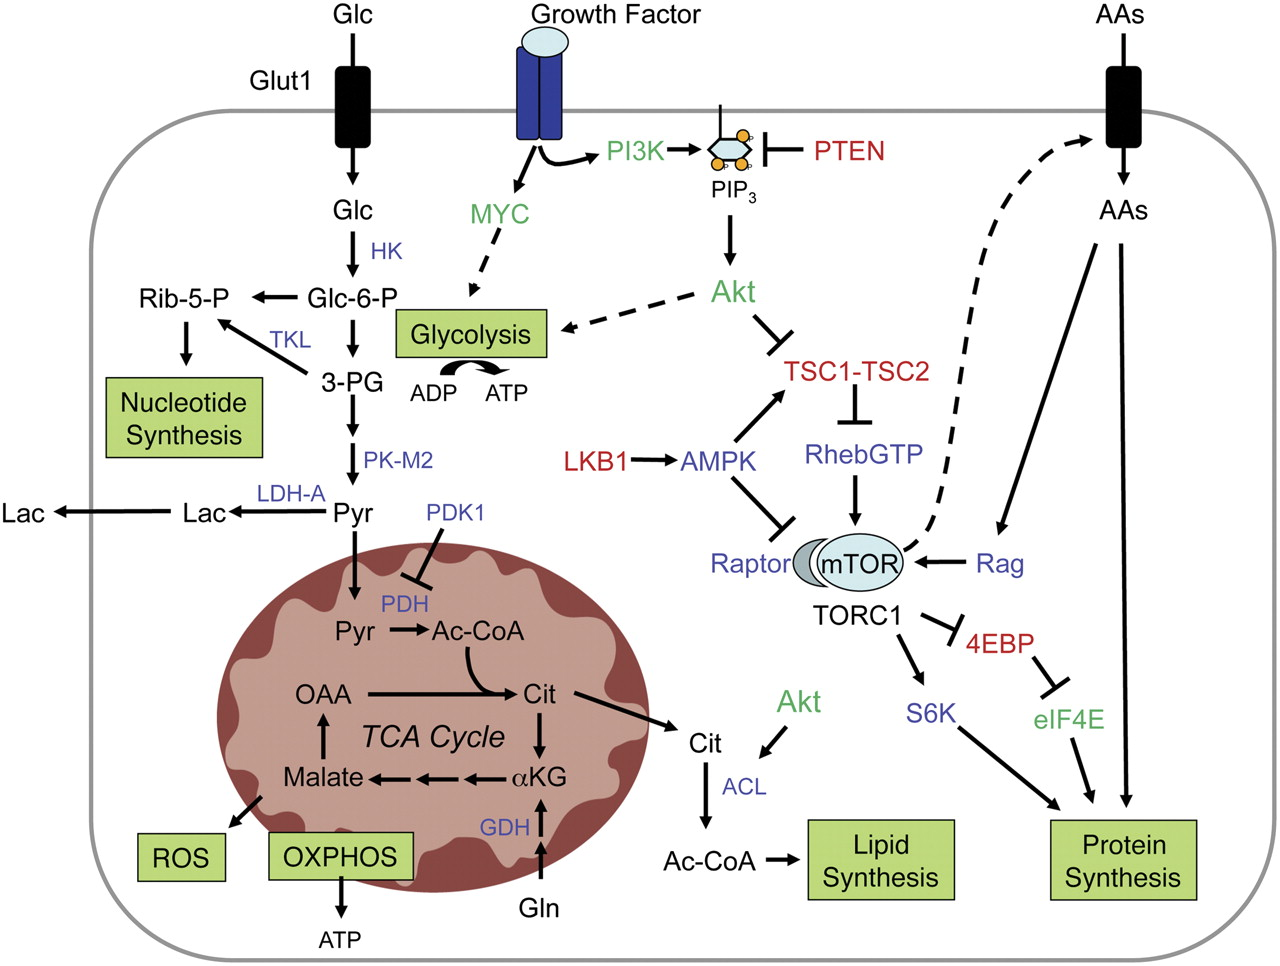 Glc
Growth Factor
AAs
Glut1
PI3K
PTEN
PIP3
P
P
P
Glc
MYC
AAs
HK
Rib-5-P
Glc-6-P
Akt
TKL
Glycolysis
ADP
ATP
3-PG
TSC1-TSC2
Nucleotide
Synthesis
PK-M2
LKB1
AMPK
RhebGTP
Lac
Lac
LDH-A
Pyr
PDK1
Raptor
mTOR
Rag
TORC1
PDH
Pyr
Ac-CoA
4EBP
OAA
Cit
Akt
S6K
eIF4E
TCA Cycle
Cit
Malate
αKG
ACL
GDH
ROS
OXPHOS
Ac-CoA
Lipid
Synthesis
Protein
Synthesis
Gln
ATP